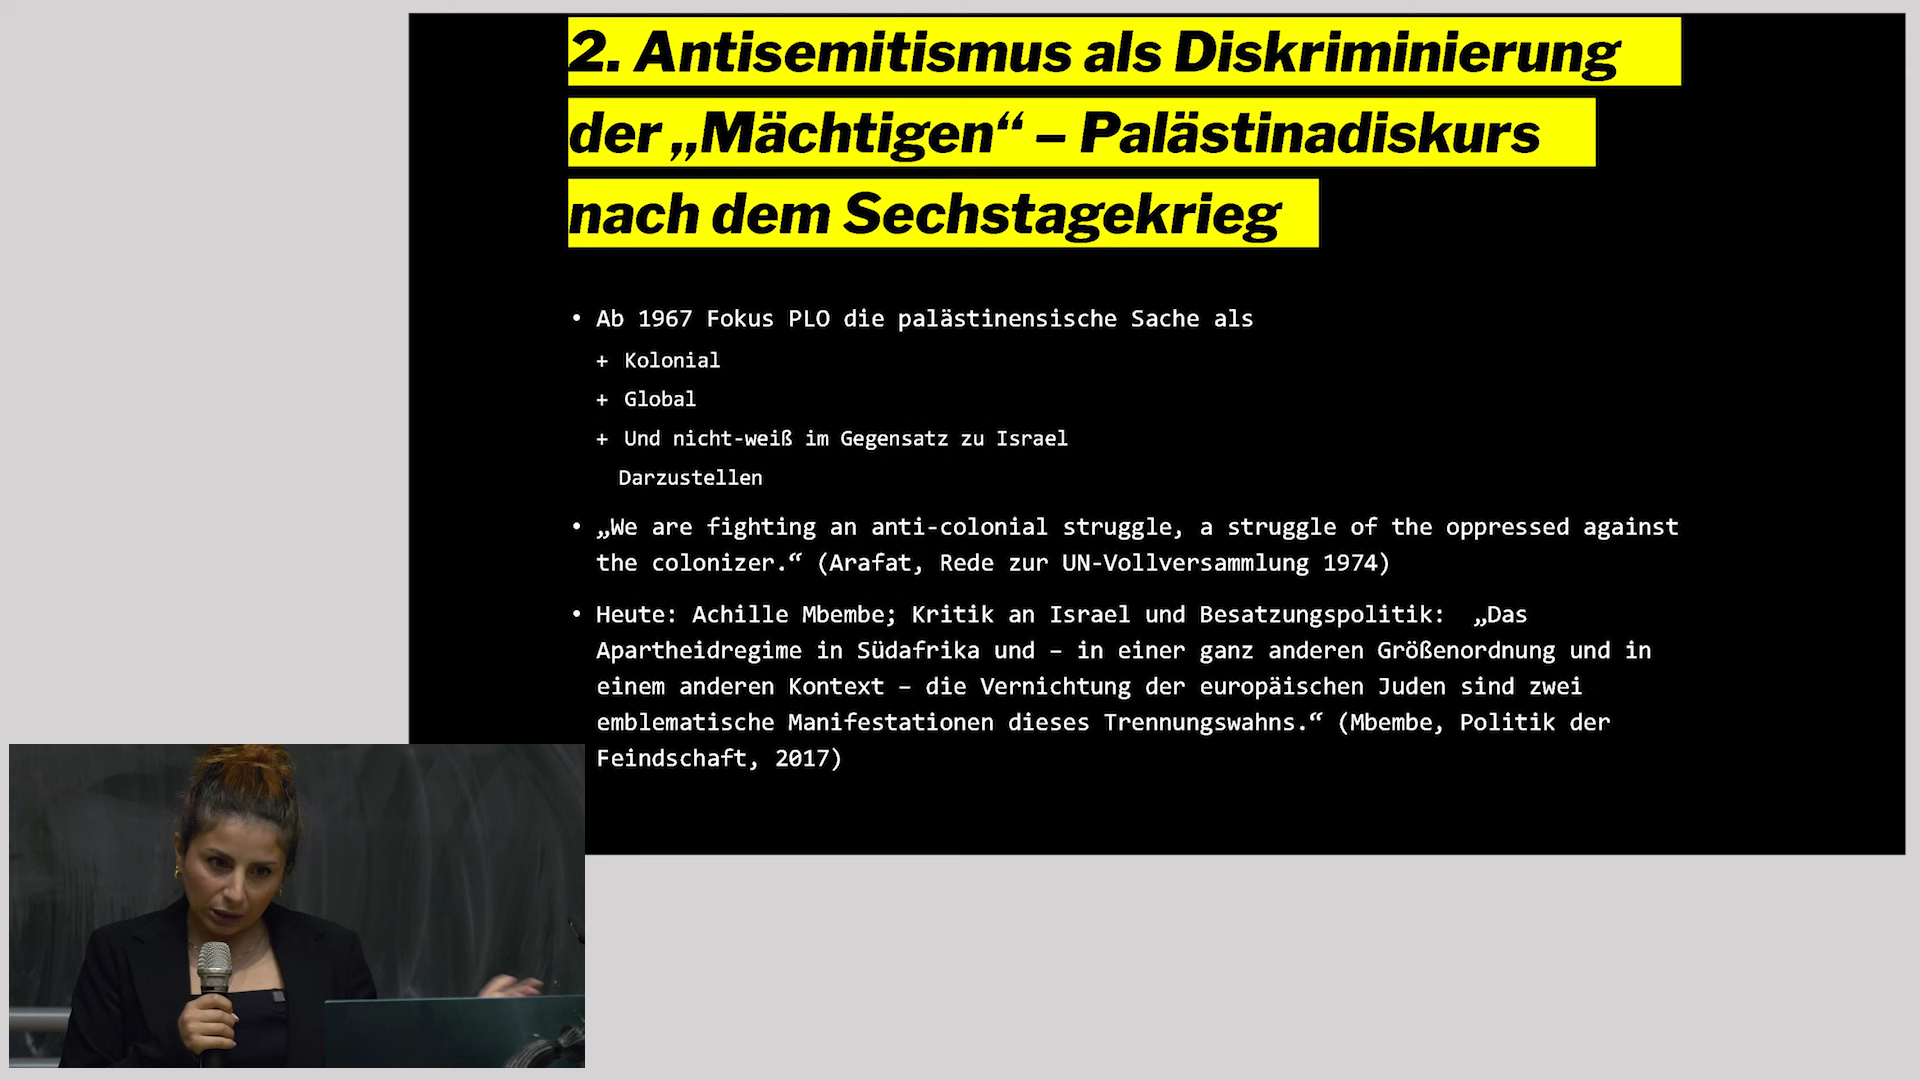 2. Antisemitismus als Diskriminierung
der „Mächtigen“ – Palästinadiskurs
nach dem Sechstagekrieg
• Ab 1967 Fokus PLO die palästinensische Sache als
+ Kolonial
+ Global
+ Und nicht-weiß im Gegensatz zu Israel
Darzustellen
• „We are fighting an anti-colonial struggle, a struggle of the oppressed against
the colonizer.“ (Arafat, Rede zur UN-Vollversammlung 1974)
• Heute: Achille Mbembe; Kritik an Israel und Besatzungspolitik: „Das
Apartheidregime in Südafrika und – in einer ganz anderen Größenordnung und in
einem anderen Kontext – die Vernichtung der europäischen Juden sind zwei
emblematische Manifestationen dieses Trennungswahns.“ (Mbembe, Politik der
Feindschaft, 2017)